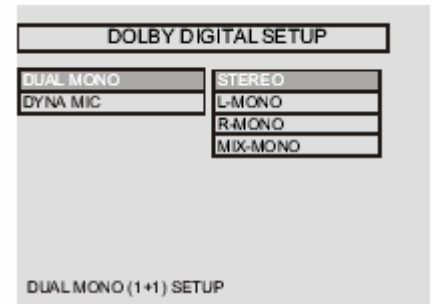 DOLBY DIGITAL SETUP
DUAL MONO
DYNA MIC
STEREO
L-MONO
R-MONO
MIX-MONO
DUAL MONO (1+1) SETUP